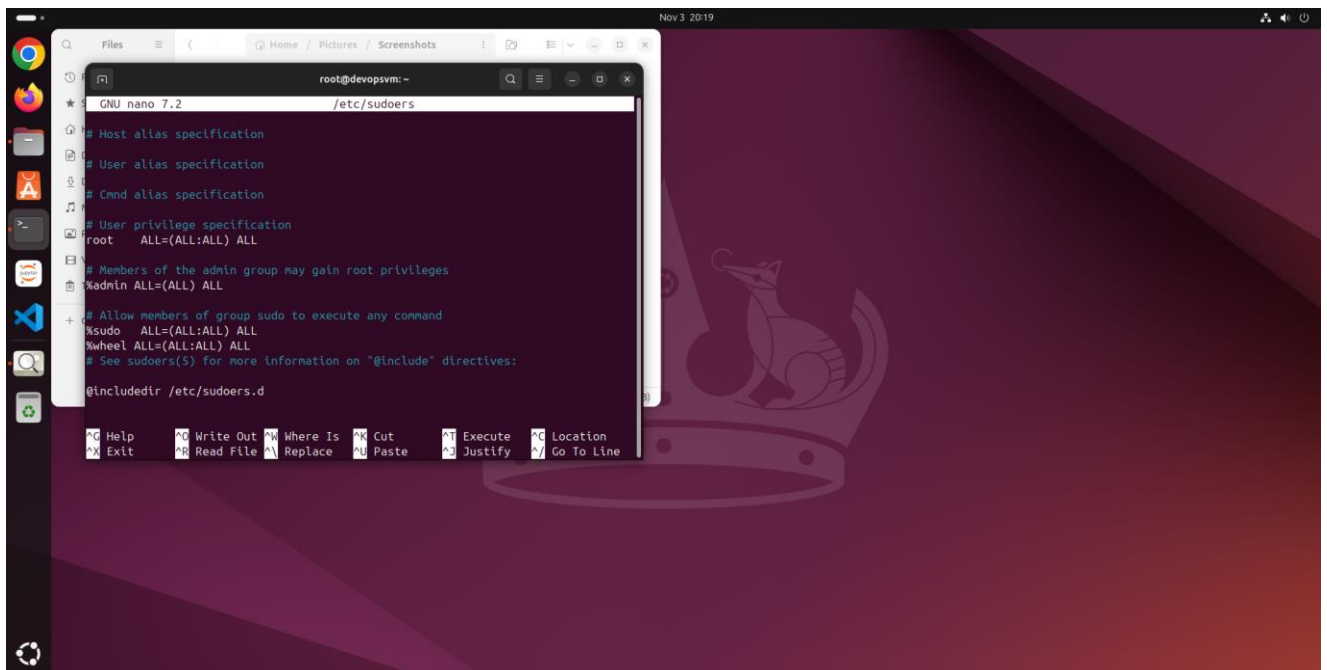 Nov 3 20:19
Files
Home / Pictures / Screenshots
root@devopsvm: ~
GNU nano 7.2 /etc/sudoers
# Host alias specification
# User alias specification
# Cmnd alias specification
# User privilege specification
root ALL=(ALL:ALL) ALL
# Members of the admin group may gain root privileges
%admin ALL=(ALL) ALL
# Allow members of group sudo to execute any command
%sudo ALL=(ALL:ALL) ALL
%wheel ALL=(ALL:ALL) ALL
# See sudoers(5) for more information on "@include" directives:
@includedir /etc/sudoers.d
^G Help ^O Write Out ^W Where Is ^K Cut ^T Execute ^C Location
^X Exit ^R Read File ^\ Replace ^U Paste ^J Justify ^/ Go To Line
jupyter